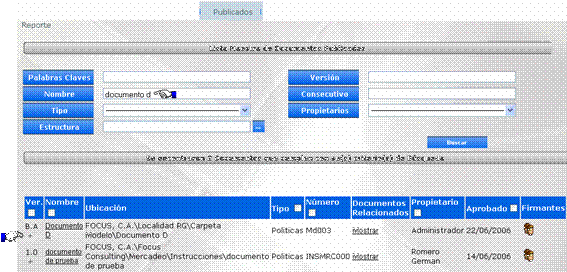 Publicados
Reporte
Lista Maestra de Documentos Publicados
Palabras Claves
Versión
Nombre documento d
Consecutivo
Tipo
Propietarios
Estructura ...
Buscar
Se encontraron 2 Documentos que cumplen con el(los) criterio(s) de Búsqueda
Ver. Nombre Ubicación Tipo Número Documentos Relacionados Propietario Aprobado Firmantes
B.A Documento D FOCUS, C.A.\Localidad RG\Carpeta Modelo\Documento D Politicas Md003 Mostrar Administrador 22/06/2006
1.0 documento de prueba FOCUS, C.A.\Focus Consulting\Mercadeo\Instrucciones\documento de prueba Politicas INSMRC000 Mostrar Romero German 14/06/2006